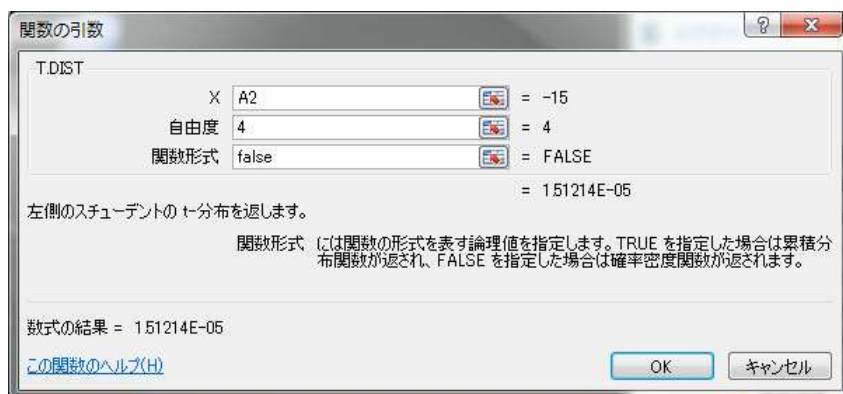 関数の引数
T.DIST
X A2 = -15
自由度 4 = 4
関数形式 false = FALSE
= 1.51214E-05
左側のスチューデントの t-分布を返します。
関数形式 には関数の形式を表す論理値を指定します。TRUE を指定した場合は累積分
布関数が返され、FALSE を指定した場合は確率密度関数が返されます。
数式の結果 = 1.51214E-05
この関数のヘルプ(H)
OK キャンセル